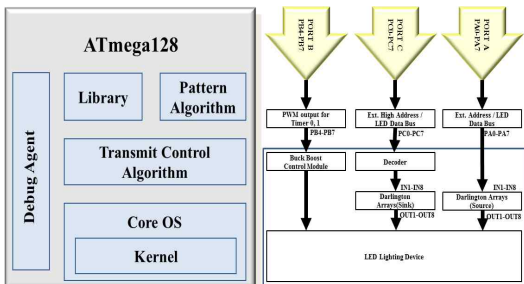 ATmega128
Debug Agent
Library
Pattern
Algorithm
Transmit Control
Algorithm
Core OS
Kernel
PORT B
PB4-PB7
PORT C
PC0-PC7
PORT A
PA0-PA7
PWM output for
Timer 0, 1
PB4-PB7
Ext. High Address /
LED Data Bus
PC0-PC7
Ext. Address / LED
Data Bus
PA0-PA7
Buck Boost
Control Module
Decoder
IN1-IN8
Darlington
Arrays(Sink)
OUT1-OUT8
IN1-IN8
Darlington Arrays
(Source)
OUT1-OUT8
LED Lighting Device